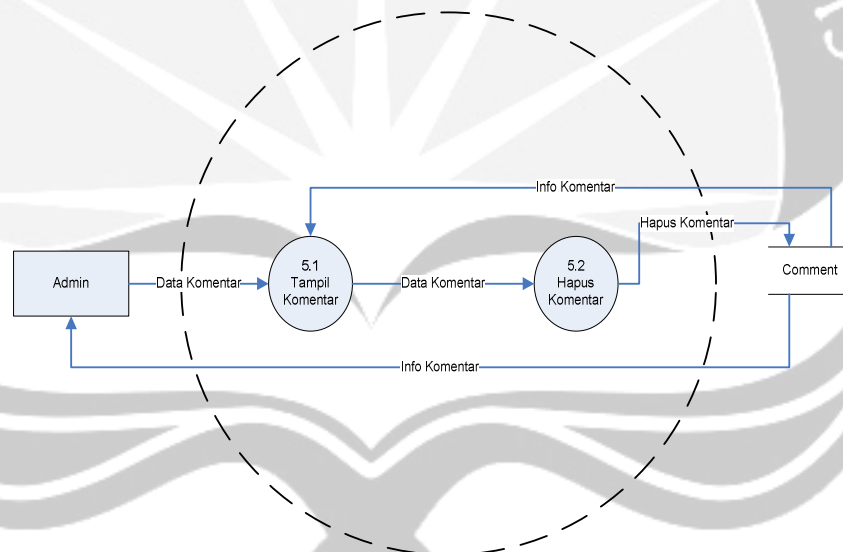 Info Komentar
Hapus Komentar
Admin
Data Komentar
5.1
Tampil
Komentar
Data Komentar
5.2
Hapus
Komentar
Comment
Info Komentar